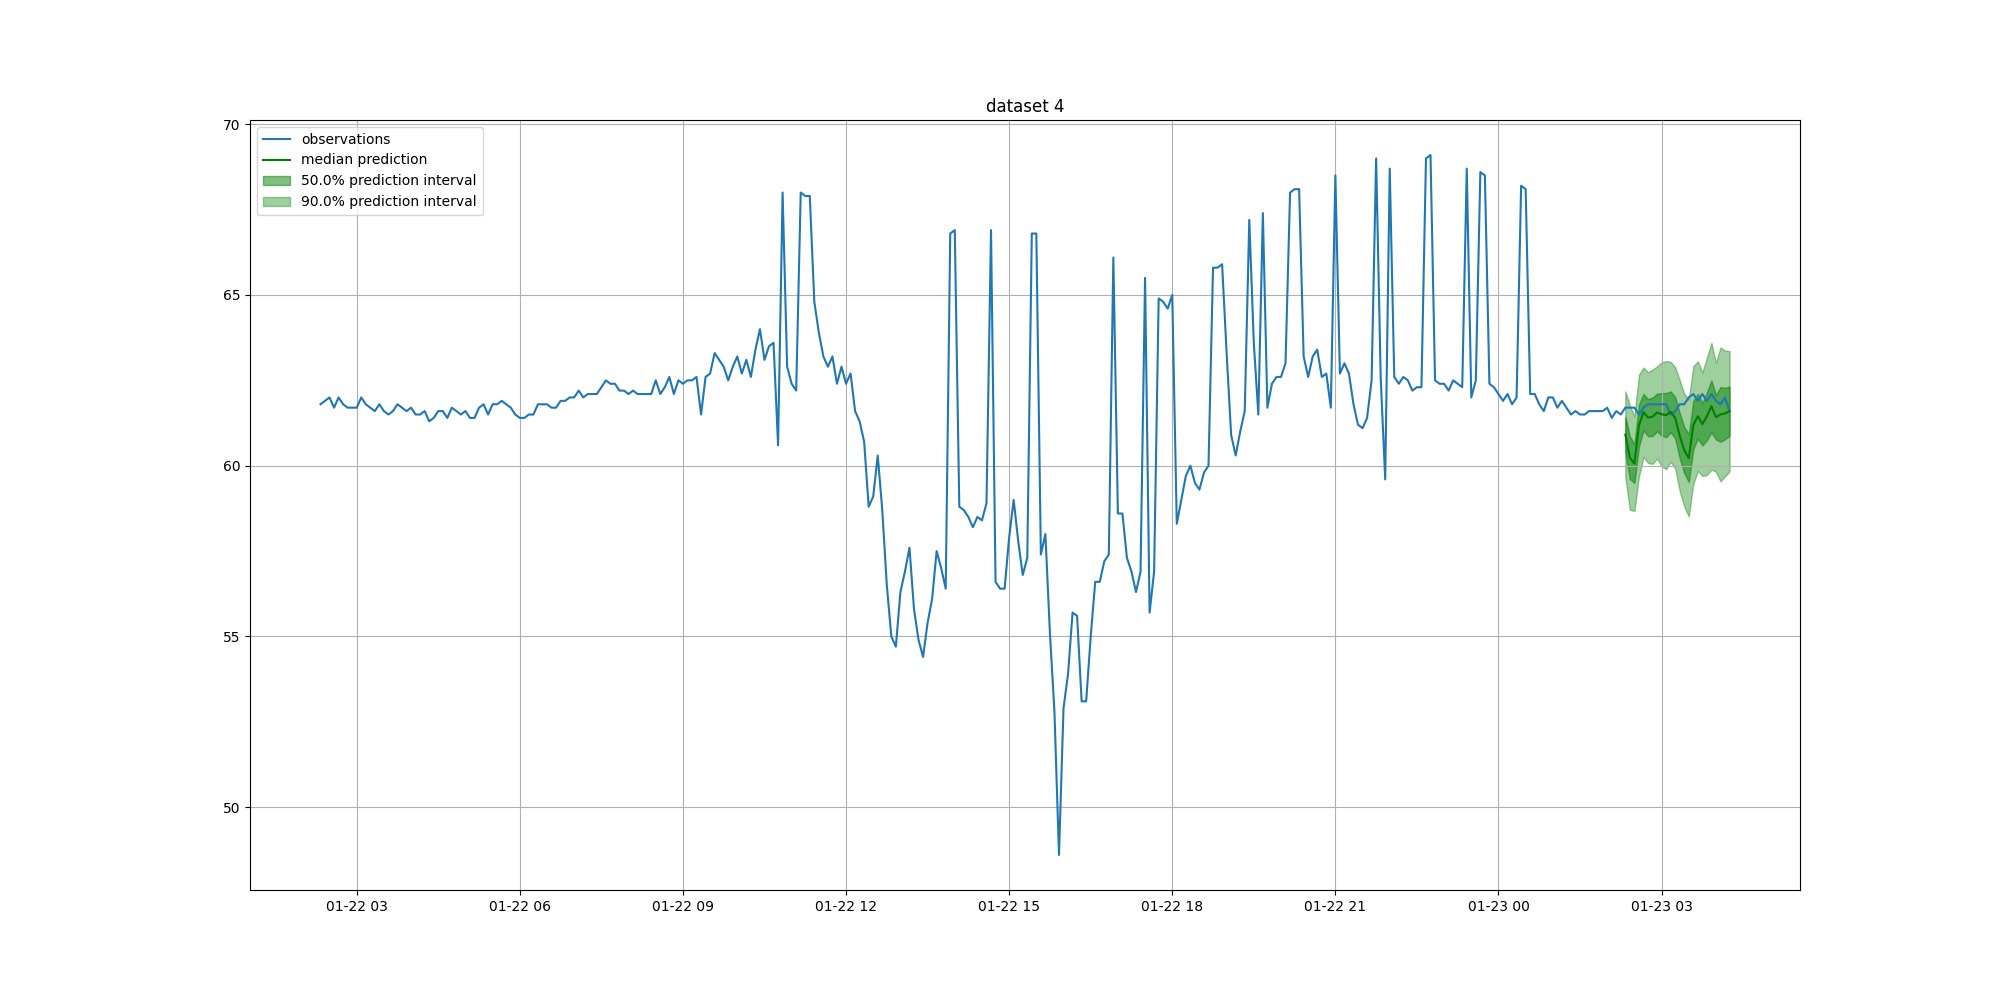 dataset 4
observations
median prediction
50.0% prediction interval
90.0% prediction interval
70
65
60
55
50
01-22 03
01-22 06
01-22 09
01-22 12
01-22 15
01-22 18
01-22 21
01-23 00
01-23 03